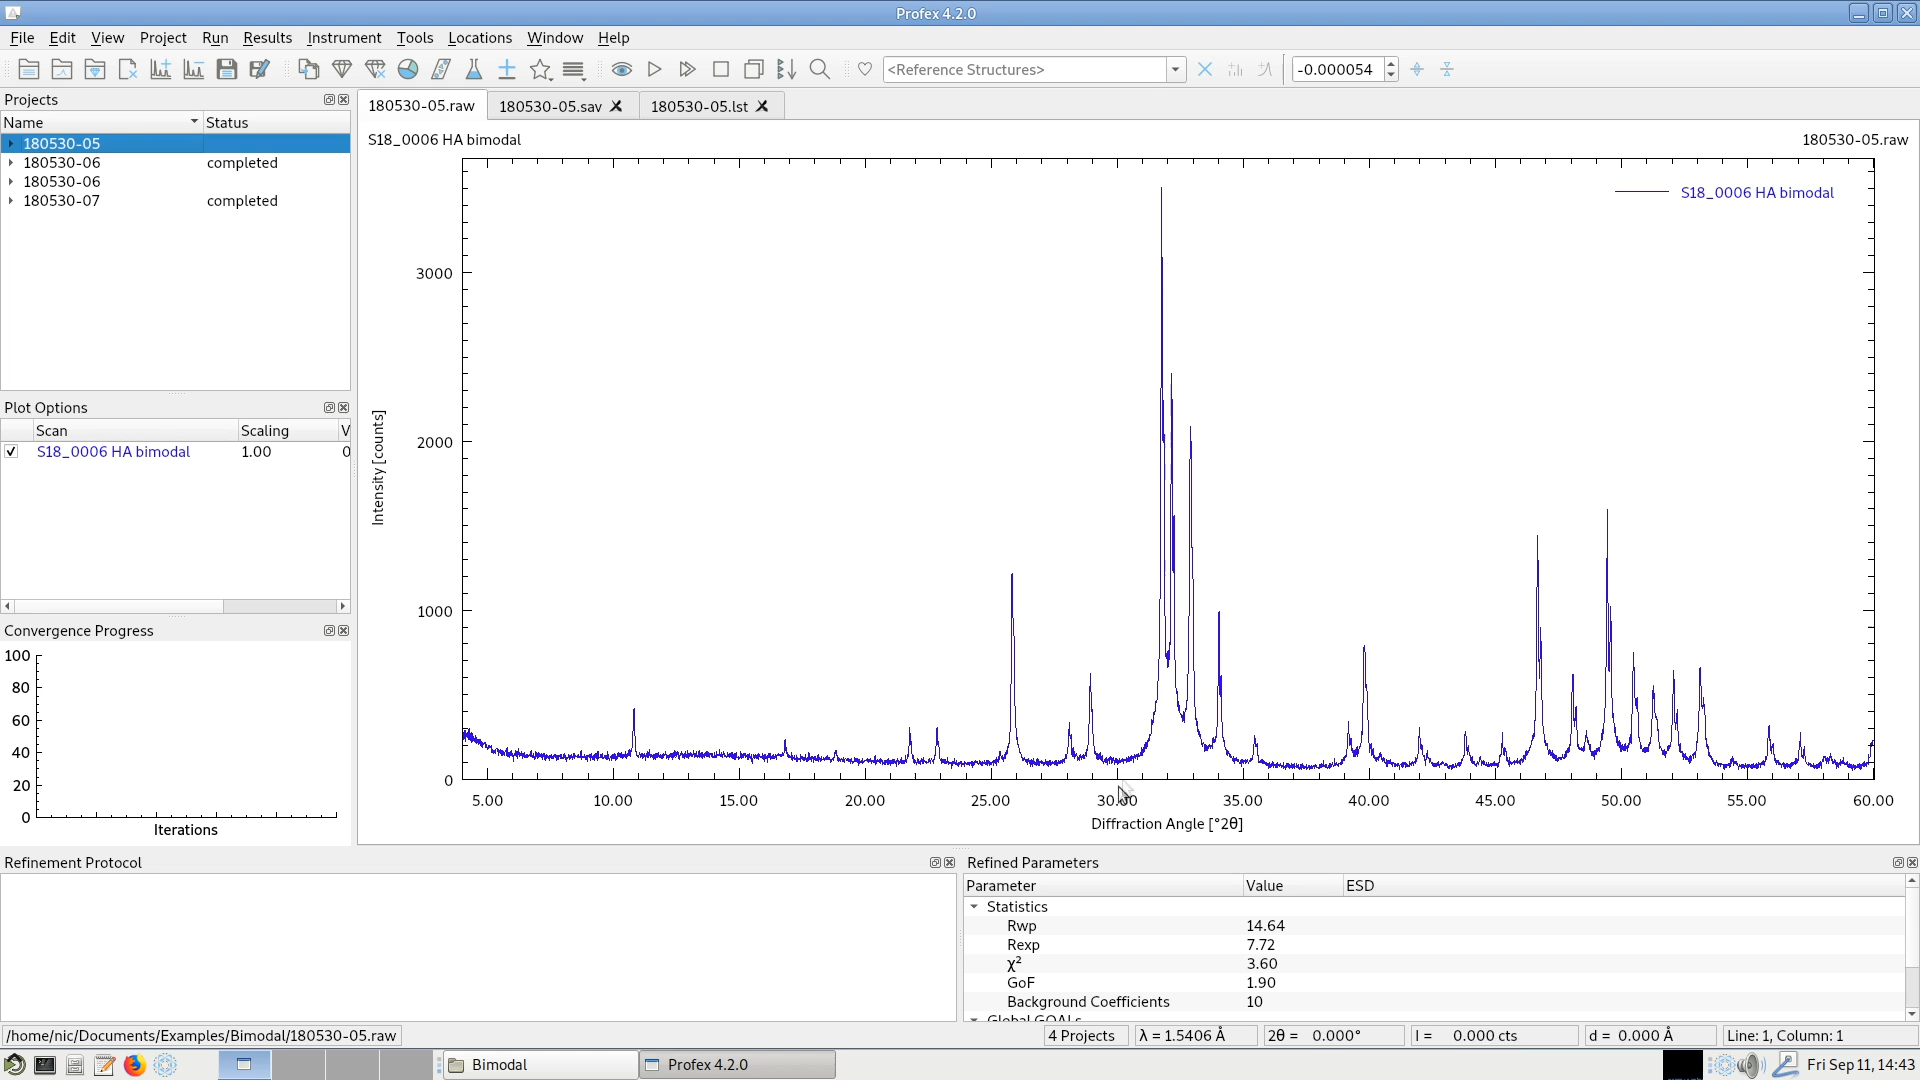 Profex 4.2.0
File Edit View Project Run Results Instrument Tools Locations Window Help
<Reference Structures> -0.000054
Projects
Name Status
180530-05
180530-06 completed
180530-06
180530-07 completed
Plot Options
Scan Scaling V
S18_0006 HA bimodal 1.00 0
Convergence Progress
100
80
60
40
20
0
Iterations
180530-05.raw 180530-05.sav 180530-05.lst
S18_0006 HA bimodal 180530-05.raw
S18_0006 HA bimodal
Intensity [counts]
3000
2000
1000
0
5.00 10.00 15.00 20.00 25.00 30.00 35.00 40.00 45.00 50.00 55.00 60.00
Diffraction Angle [°2θ]
Refinement Protocol
Refined Parameters
Parameter Value ESD
Statistics
Rwp 14.64
Rexp 7.72
χ² 3.60
GoF 1.90
Background Coefficients 10
Global GOALs
/home/nic/Documents/Examples/Bimodal/180530-05.raw 4 Projects λ = 1.5406 Å 2θ = 0.000° I = 0.000 cts d = 0.000 Å Line: 1, Column: 1
Bimodal Profex 4.2.0 Fri Sep 11, 14:43